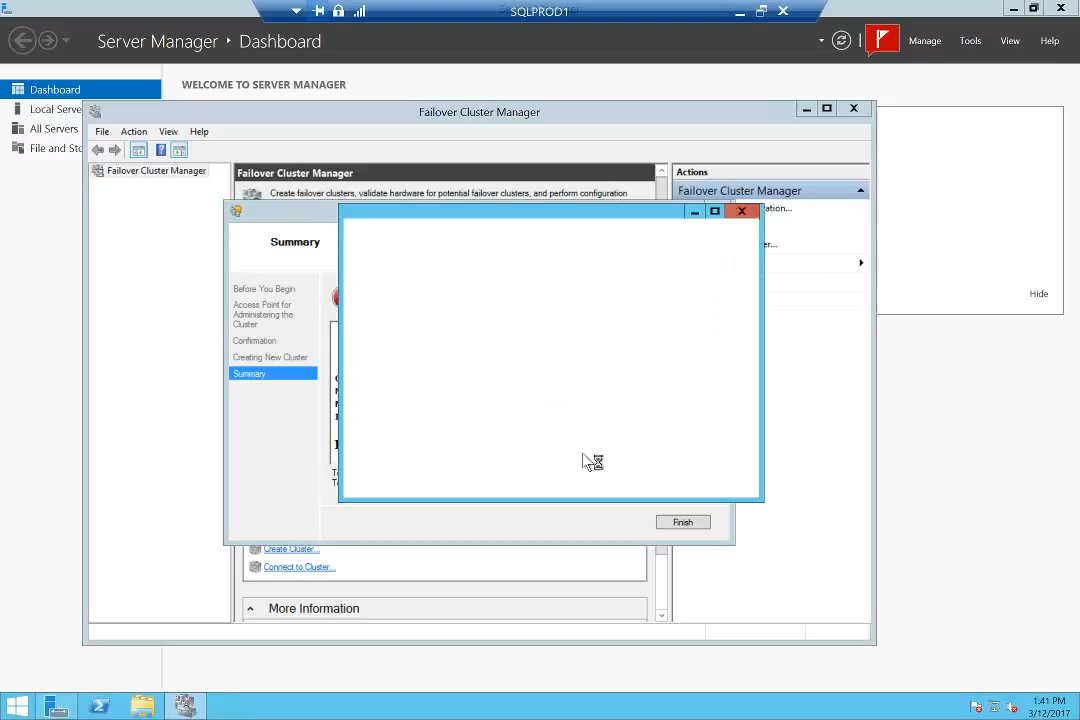 SQLPROD1
Server Manager ‣ Dashboard
Manage Tools View Help
Dashboard
Local Serve
All Servers
File and Sto
WELCOME TO SERVER MANAGER
Hide
Failover Cluster Manager
File Action View Help
Failover Cluster Manager
Failover Cluster Manager
Create failover clusters, validate hardware for potential failover clusters, and perform configuration
Actions
Failover Cluster Manager
ation...
er...
Summary
Before You Begin
Access Point for
Administering the
Cluster
Confirmation
Creating New Cluster
Summary
Finish
Create Cluster...
Connect to Cluster...
More Information
1:41 PM
3/12/2017